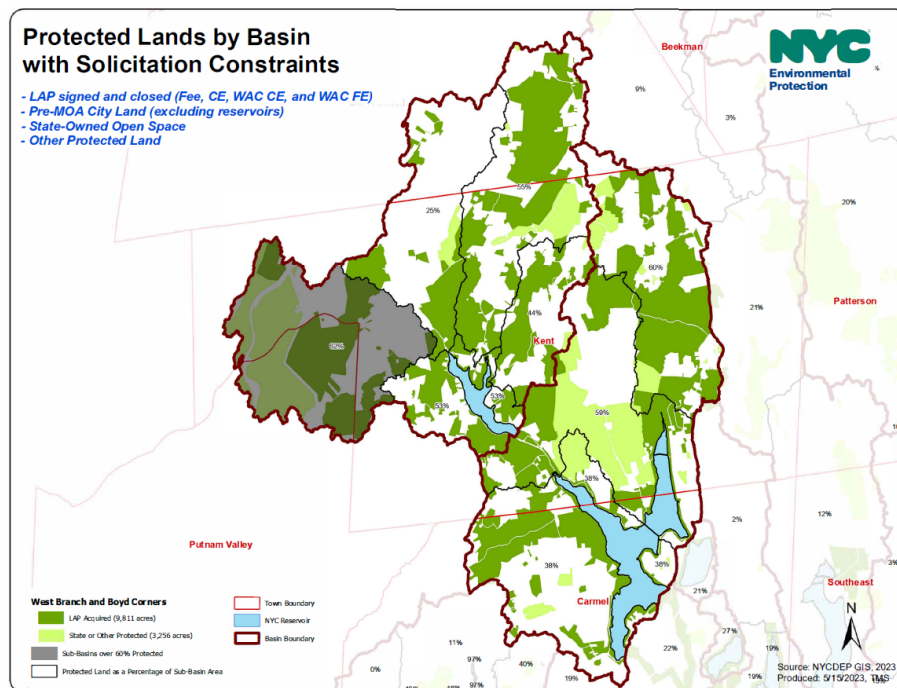 Protected Lands by Basin
with Solicitation Constraints
- LAP signed and closed (Fee, CE, WAC CE, and WAC FE)
- Pre-MOA City Land (excluding reservoirs)
- State-Owned Open Space
- Other Protected Land
NYC
Environmental
Protection
Beekman
9%
3%
55%
25%
20%
60%
21%
Patterson
44%
Kent
82%
53%
53%
59%
38%
12%
2%
Putnam Valley
38%
38%
3%
Southeast
Carmel
21%
27%
22%
11%
97%
0%
40%
19%
97%
19%
West Branch and Boyd Corners
LAP Acquired (9,811 acres)
State or Other Protected (3,256 acres)
Sub-Basins over 60% Protected
Protected Land as a Percentage of Sub-Basin Area
Town Boundary
NYC Reservoir
Basin Boundary
N
Source: NYCDEP GIS, 2023
Produced: 5/15/2023, TMS